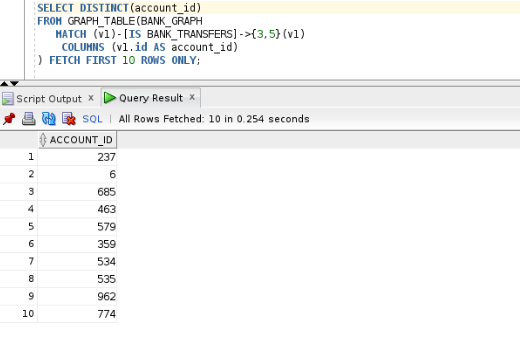 SELECT DISTINCT(account_id)
FROM GRAPH_TABLE(BANK_GRAPH
MATCH (v1)-[IS BANK_TRANSFERS]->{3,5}(v1)
COLUMNS (v1.id AS account_id)
) FETCH FIRST 10 ROWS ONLY;
Script Output x Query Result x
SQL | All Rows Fetched: 10 in 0.254 seconds
ACCOUNT_ID
1 237
2 6
3 685
4 463
5 579
6 359
7 534
8 535
9 962
10 774